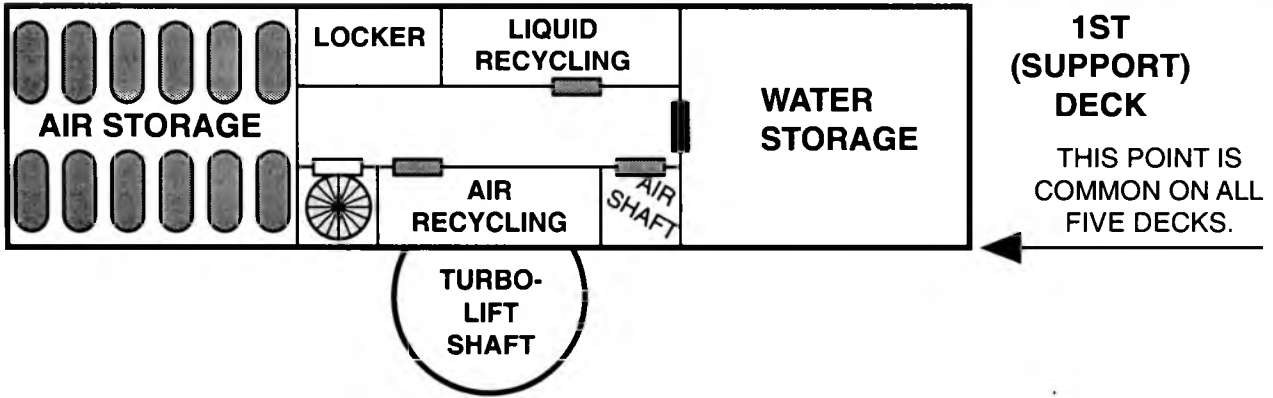 AIR STORAGE
LOCKER
LIQUID
RECYCLING
AIR
RECYCLING
AIR
SHAFT
TURBO-
LIFT
SHAFT
WATER
STORAGE
1ST
(SUPPORT)
DECK
THIS POINT IS
COMMON ON ALL
FIVE DECKS.